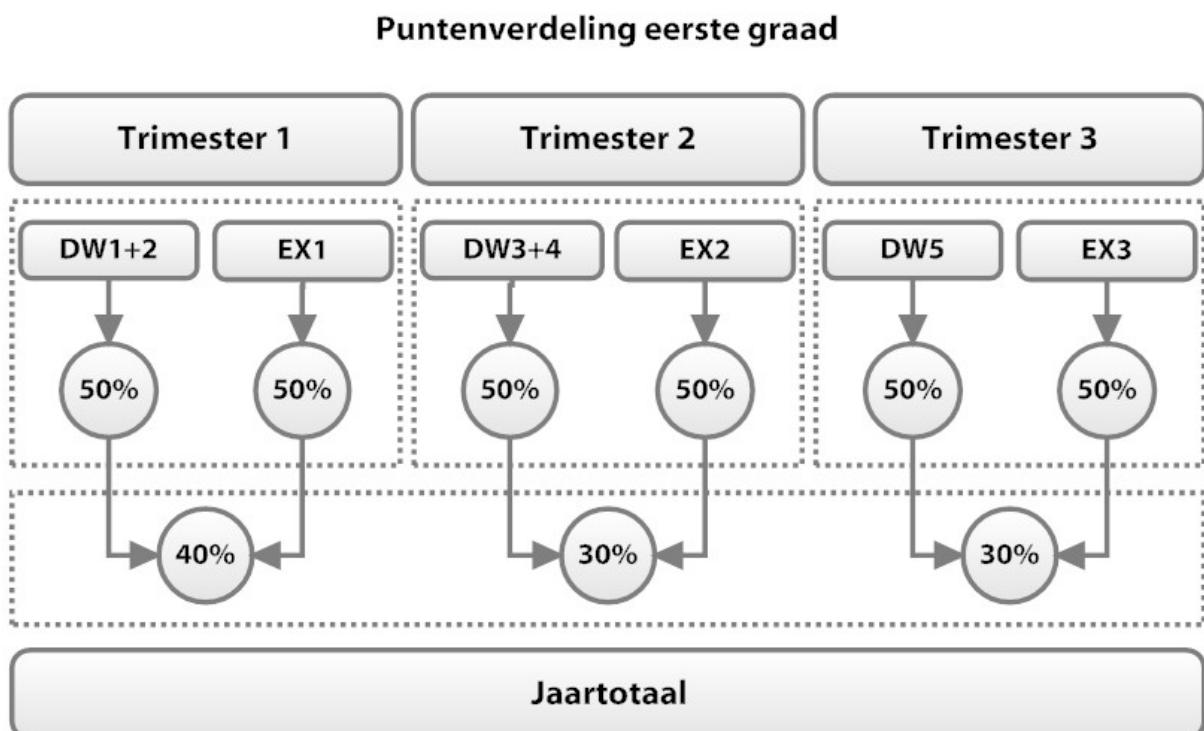 Puntenverdeling eerste graad
Trimester 1
Trimester 2
Trimester 3
DW1+2
EX1
DW3+4
EX2
DW5
EX3
50%
50%
50%
50%
50%
50%
40%
30%
30%
Jaartotaal